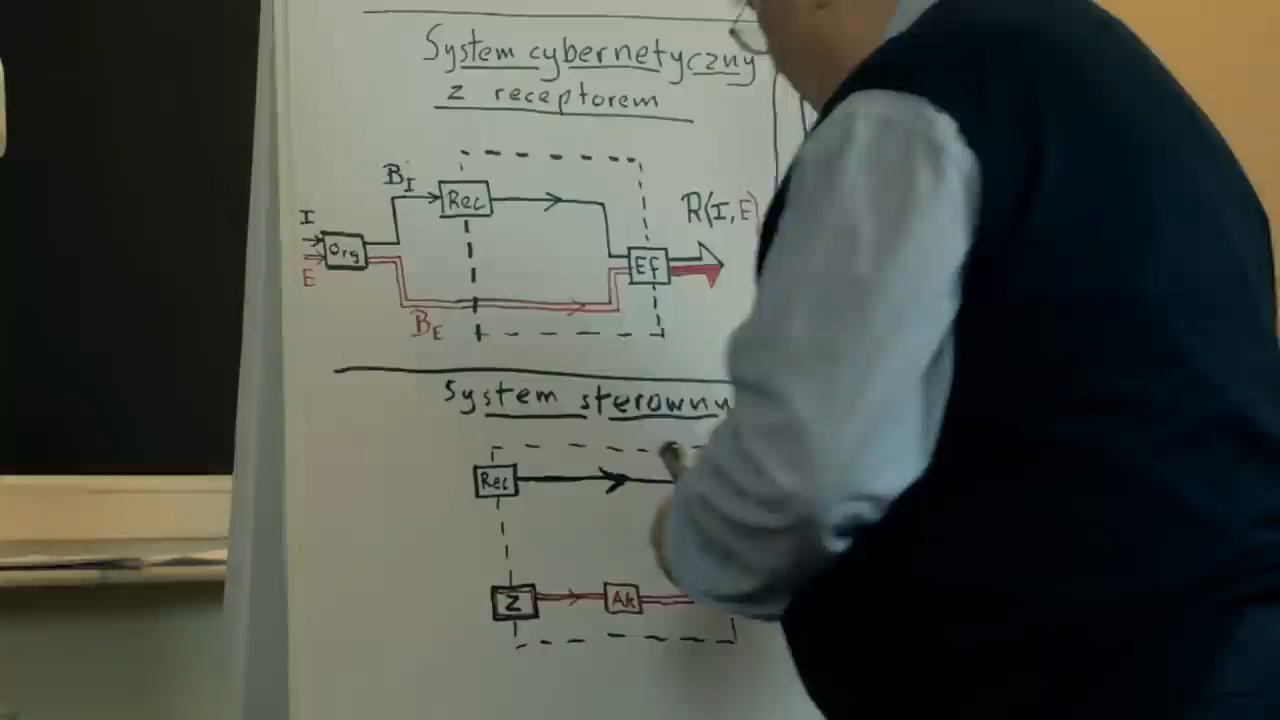 System cybernetyczny
z receptorem
B_I
Rec
I
Org
E
B_E
Ef
R(I,E)
System sterowny
Rec
Z
Ak